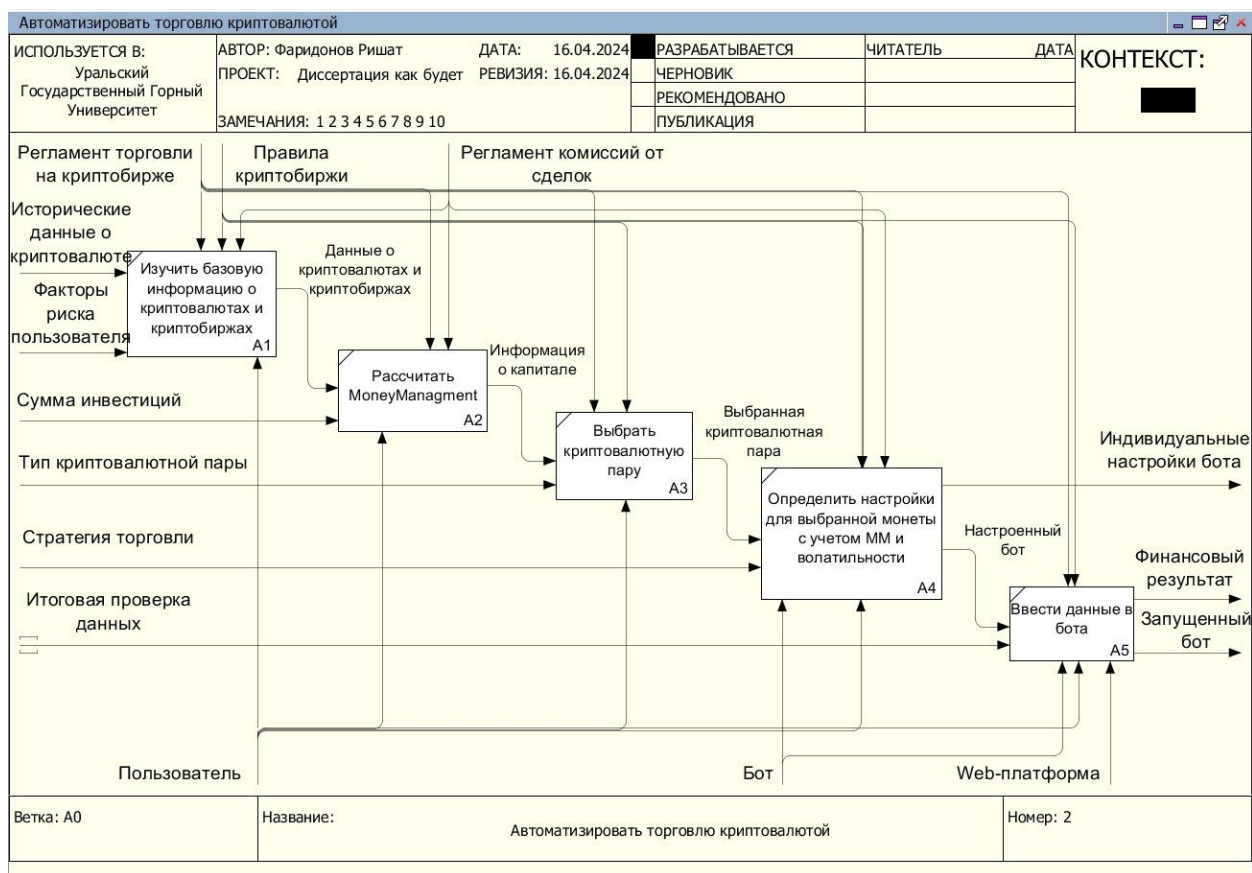 Автоматизировать торговлю криптовалютой
ИСПОЛЬЗУЕТСЯ В:
Уральский
Государственный Горный
Университет
АВТОР: Фаридонов Ришат
ДАТА: 16.04.2024
ПРОЕКТ: Диссертация как будет
РЕВИЗИЯ: 16.04.2024
ЗАМЕЧАНИЯ: 1 2 3 4 5 6 7 8 9 10
РАЗРАБАТЫВАЕТСЯ
ЧЕРНОВИК
РЕКОМЕНДОВАНО
ПУБЛИКАЦИЯ
ЧИТАТЕЛЬ
ДАТА
КОНТЕКСТ:
Регламент торговли
на криптобирже
Правила
криптобиржи
Регламент комиссий от
сделок
Исторические
данные о
криптовалюте
Факторы
риска
пользователя
Изучить базовую
информацию о
криптовалютах и
криптобиржах
A1
Данные о
криптовалютах и
криптобиржах
Рассчитать
MoneyManagment
A2
Информация
о капитале
Сумма инвестиций
Выбрать
криптовалютную
пару
A3
Выбранная
криптовалютная
пара
Тип криптовалютной пары
Определить настройки
для выбранной монеты
с учетом ММ и
волатильности
A4
Индивидуальные
настройки бота
Стратегия торговли
Настроенный
бот
Итоговая проверка
данных
Ввести данные в
бота
A5
Финансовый
результат
Запущенный
бот
Пользователь
Бот
Web-платформа
Ветка: A0
Название:
Автоматизировать торговлю криптовалютой
Номер: 2